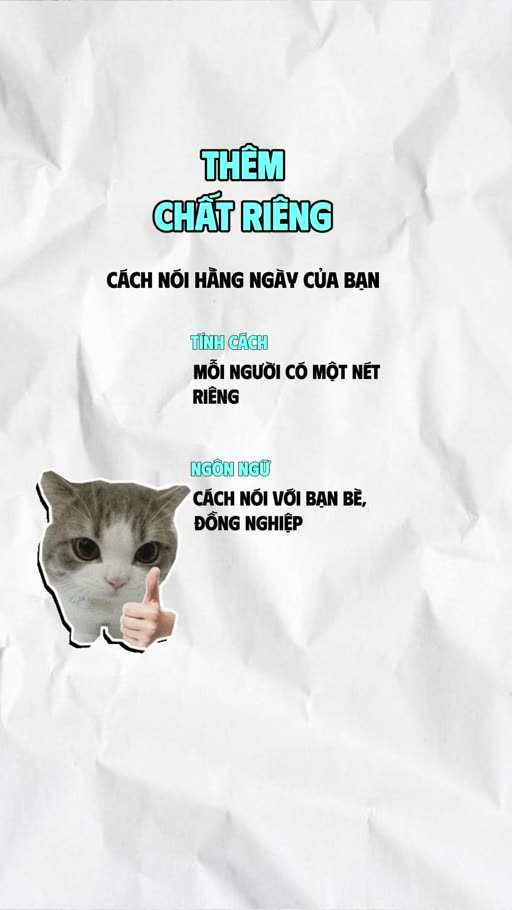 THÊM
CHẤT RIÊNG
CÁCH NÓI HẰNG NGÀY CỦA BẠN
TÍNH CÁCH
MỖI NGƯỜI CÓ MỘT NÉT
RIÊNG
NGÔN NGỮ
CÁCH NÓI VỚI BẠN BÈ,
ĐỒNG NGHIỆP